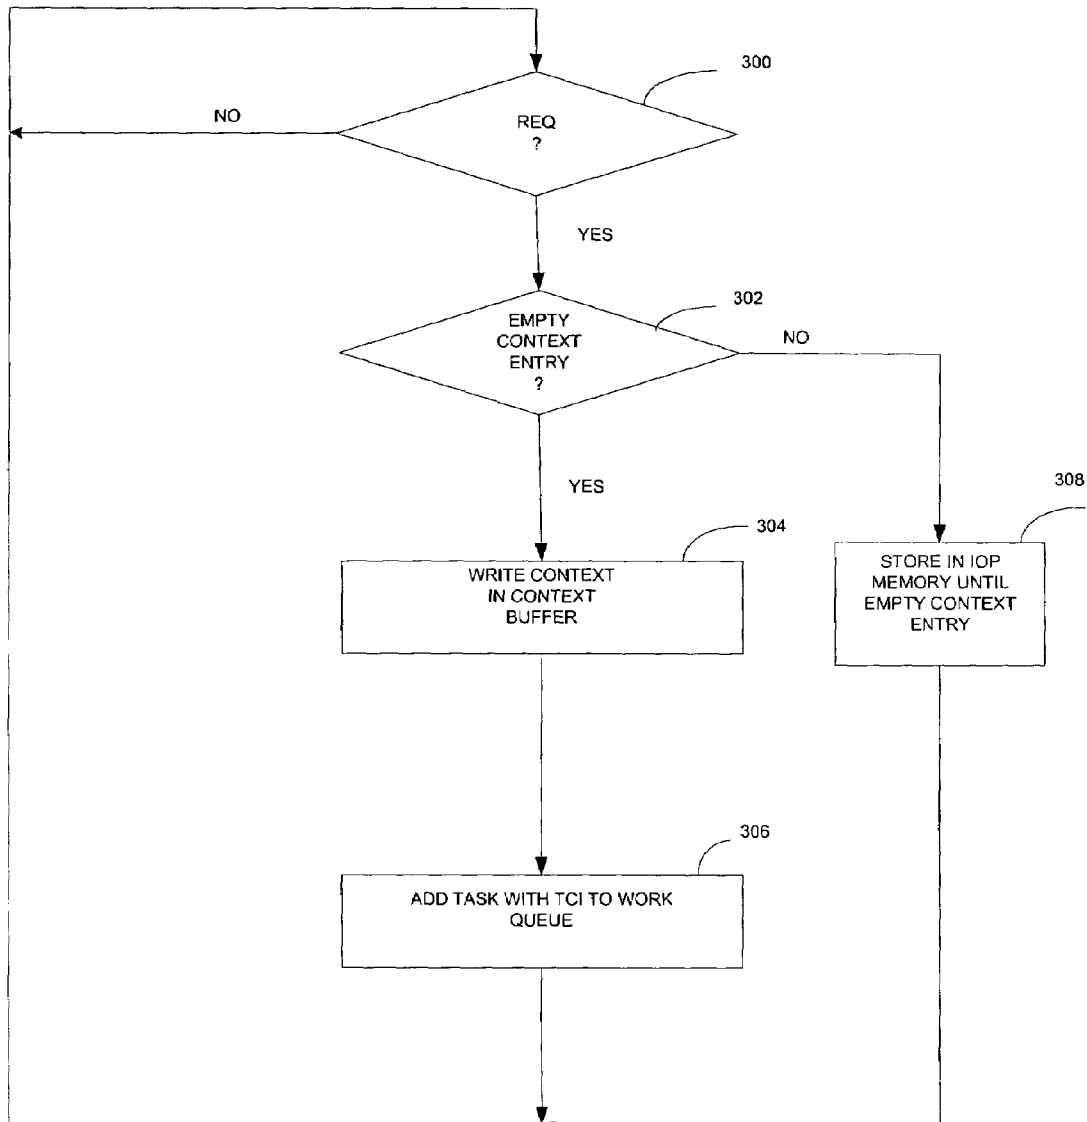 300
REQ
?
NO
YES
302
EMPTY
CONTEXT
ENTRY
?
NO
YES
304
WRITE CONTEXT
IN CONTEXT
BUFFER
308
STORE IN IOP
MEMORY UNTIL
EMPTY CONTEXT
ENTRY
306
ADD TASK WITH TCI TO WORK
QUEUE